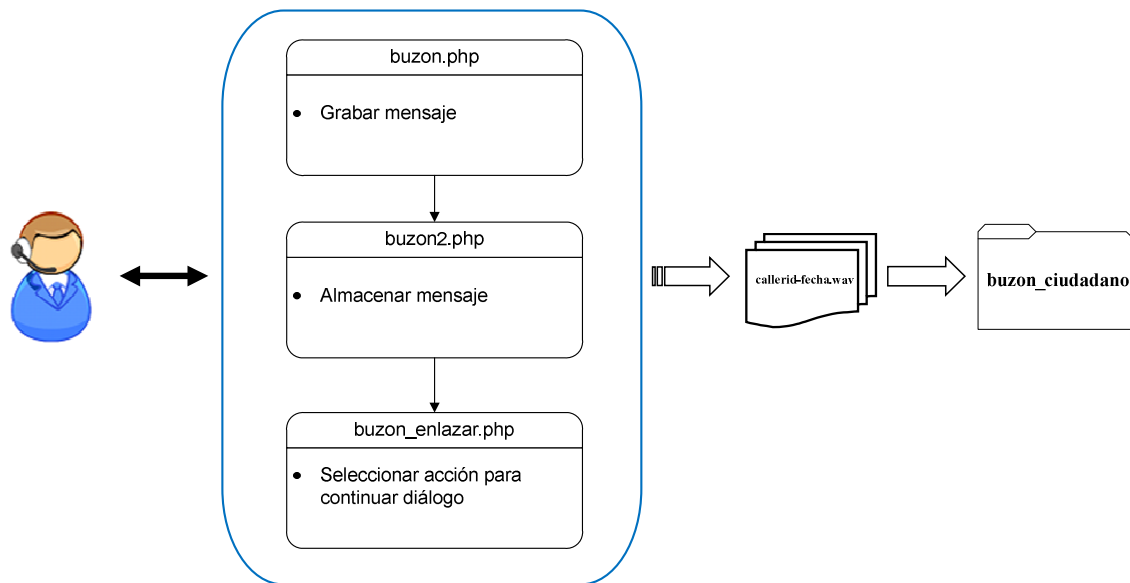 buzon.php
• Grabar mensaje
buzon2.php
• Almacenar mensaje
buzon_enlazar.php
• Seleccionar acción para
continuar diálogo
callerid-fecha.wav
buzon_ciudadano